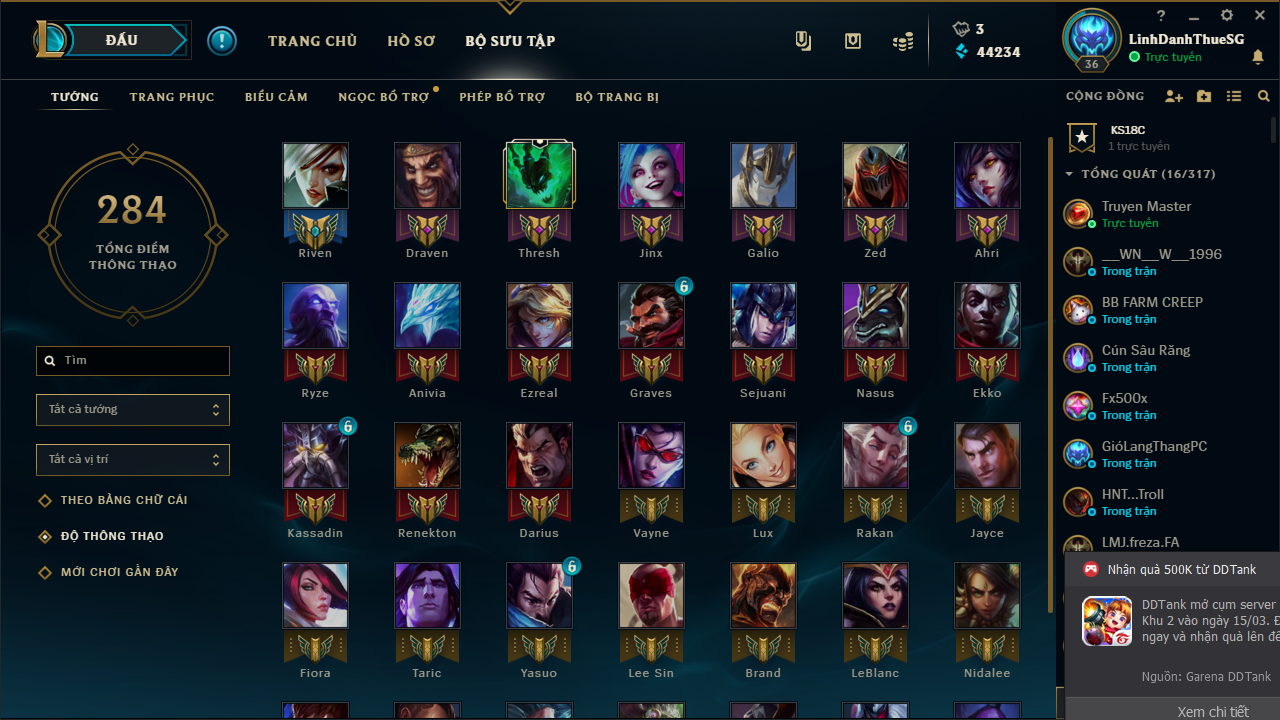 ĐẤU
TRANG CHỦ
HỒ SƠ
BỘ SƯU TẬP
3
44234
36
LinhDanhThueSG
Trực tuyến
TƯỚNG
TRANG PHỤC
BIỂU CẢM
NGỌC BỔ TRỢ
PHÉP BỔ TRỢ
BỘ TRANG BỊ
CỘNG ĐỒNG
284
TỔNG ĐIỂM
THÔNG THẠO
Tìm
Tất cả tướng
Tất cả vị trí
THEO BẢNG CHỮ CÁI
ĐỘ THÔNG THẠO
MỚI CHƠI GẦN ĐÂY
Riven
Draven
Thresh
Jinx
Galio
Zed
Ahri
6
Ryze
Anivia
Ezreal
Graves
Sejuani
Nasus
Ekko
6
6
Kassadin
Renekton
Darius
Vayne
Lux
Rakan
Jayce
6
Fiora
Taric
Yasuo
Lee Sin
Brand
LeBlanc
Nidalee
KS18C
1 trực tuyến
TỔNG QUÁT (16/317)
Truyen Master
Trực tuyến
__WN__W__1996
Trong trận
BB FARM CREEP
Trong trận
Cún Sâu Răng
Trong trận
Fx500x
Trong trận
GióLangThangPC
Trong trận
HNT...Troll
Trong trận
LMJ.freza.FA
Nhận quà 500K từ DDTank
DDTank mở cụm server
Khu 2 vào ngày 15/03. Đ
ngay và nhận quà lên đế
Nguồn: Garena DDTank
Xem chi tiết